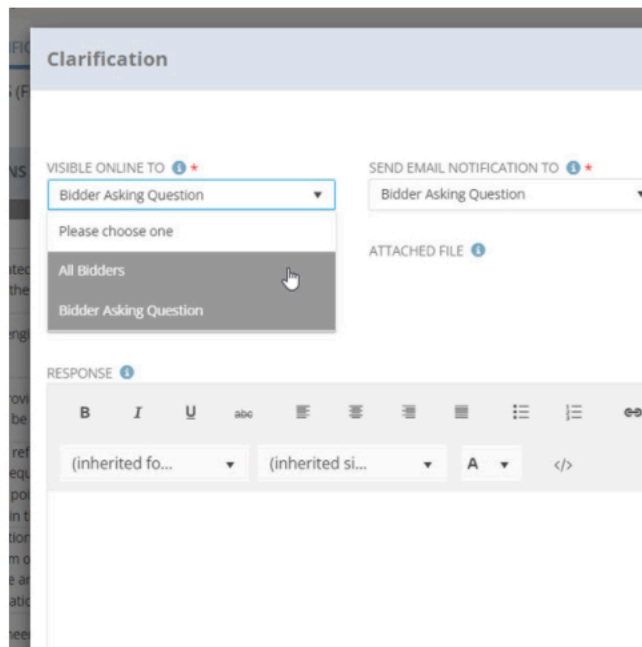 Clarification
VISIBLE ONLINE TO *
SEND EMAIL NOTIFICATION TO *
Bidder Asking Question
Bidder Asking Question
Please choose one
All Bidders
Bidder Asking Question
ATTACHED FILE
RESPONSE
B I U abc
(inherited fo... (inherited si... A </>